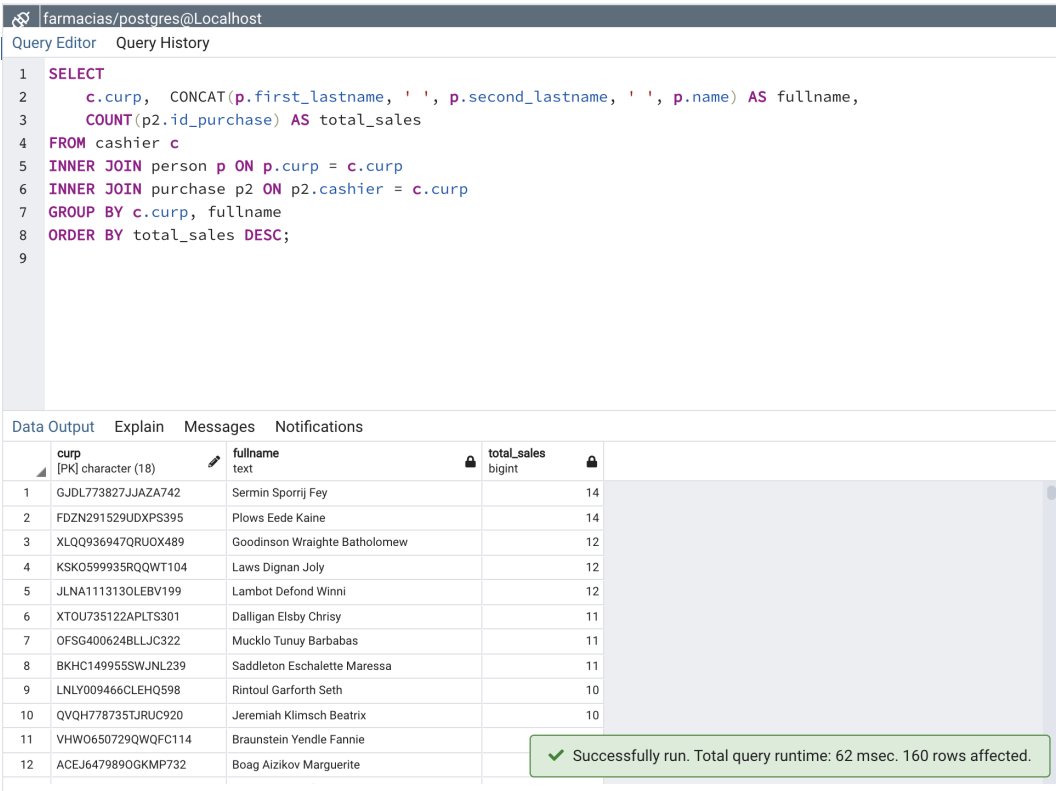 farmacias/postgres@Localhost
Query Editor Query History
1 SELECT
2 c.curp, CONCAT(p.first_lastname, ' ', p.second_lastname, ' ', p.name) AS fullname,
3 COUNT(p2.id_purchase) AS total_sales
4 FROM cashier c
5 INNER JOIN person p ON p.curp = c.curp
6 INNER JOIN purchase p2 ON p2.cashier = c.curp
7 GROUP BY c.curp, fullname
8 ORDER BY total_sales DESC;
9
Data Output Explain Messages Notifications
curp fullname total_sales
[PK] character (18) text bigint
1 GJDL773827JJAZA742 Sermin Sporrij Fey 14
2 FDZN291529UDXPS395 Plows Eede Kaine 14
3 XLQQ936947QRUOX489 Goodinson Wraighte Batholomew 12
4 KSKO599935RQQWT104 Laws Dignan Joly 12
5 JLNA111313OLEBV199 Lambot Defond Winni 12
6 XTOU735122APLTS301 Dalligan Elsby Chrisy 11
7 OFSG400624BLLJC322 Mucklo Tunuy Barbabas 11
8 BKHC149955SWJNL239 Saddleton Eschalette Maressa 11
9 LNLY009466CLEHQ598 Rintoul Garforth Seth 10
10 QVQH778735TJRUC920 Jeremiah Klimsch Beatrix 10
11 VHWO650729QWQFC114 Braunstein Yendle Fannie
12 ACEJ647989OGKMP732 Boag Aizikov Marguerite
Successfully run. Total query runtime: 62 msec. 160 rows affected.